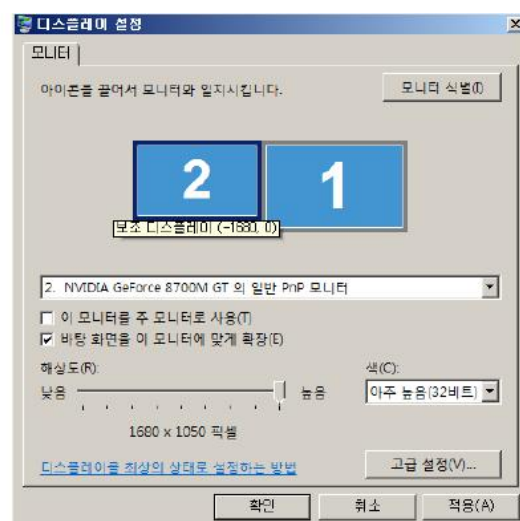 디스플레이 설정
모니터
아이콘을 끌어서 모니터와 일치시킵니다.
모니터 식별(I)
2
1
보조 디스플레이 (-1680, 0)
2. NVIDIA GeForce 8700M GT 의 일반 PnP 모니터
이 모니터를 주 모니터로 사용(T)
바탕 화면을 이 모니터에 맞게 확장(E)
해상도(R):
색(C):
낮음
높음
아주 높음(32비트)
1680 x 1050 픽셀
디스플레이를 최상의 상태로 설정하는 방법
고급 설정(V)...
확인
취소
적용(A)